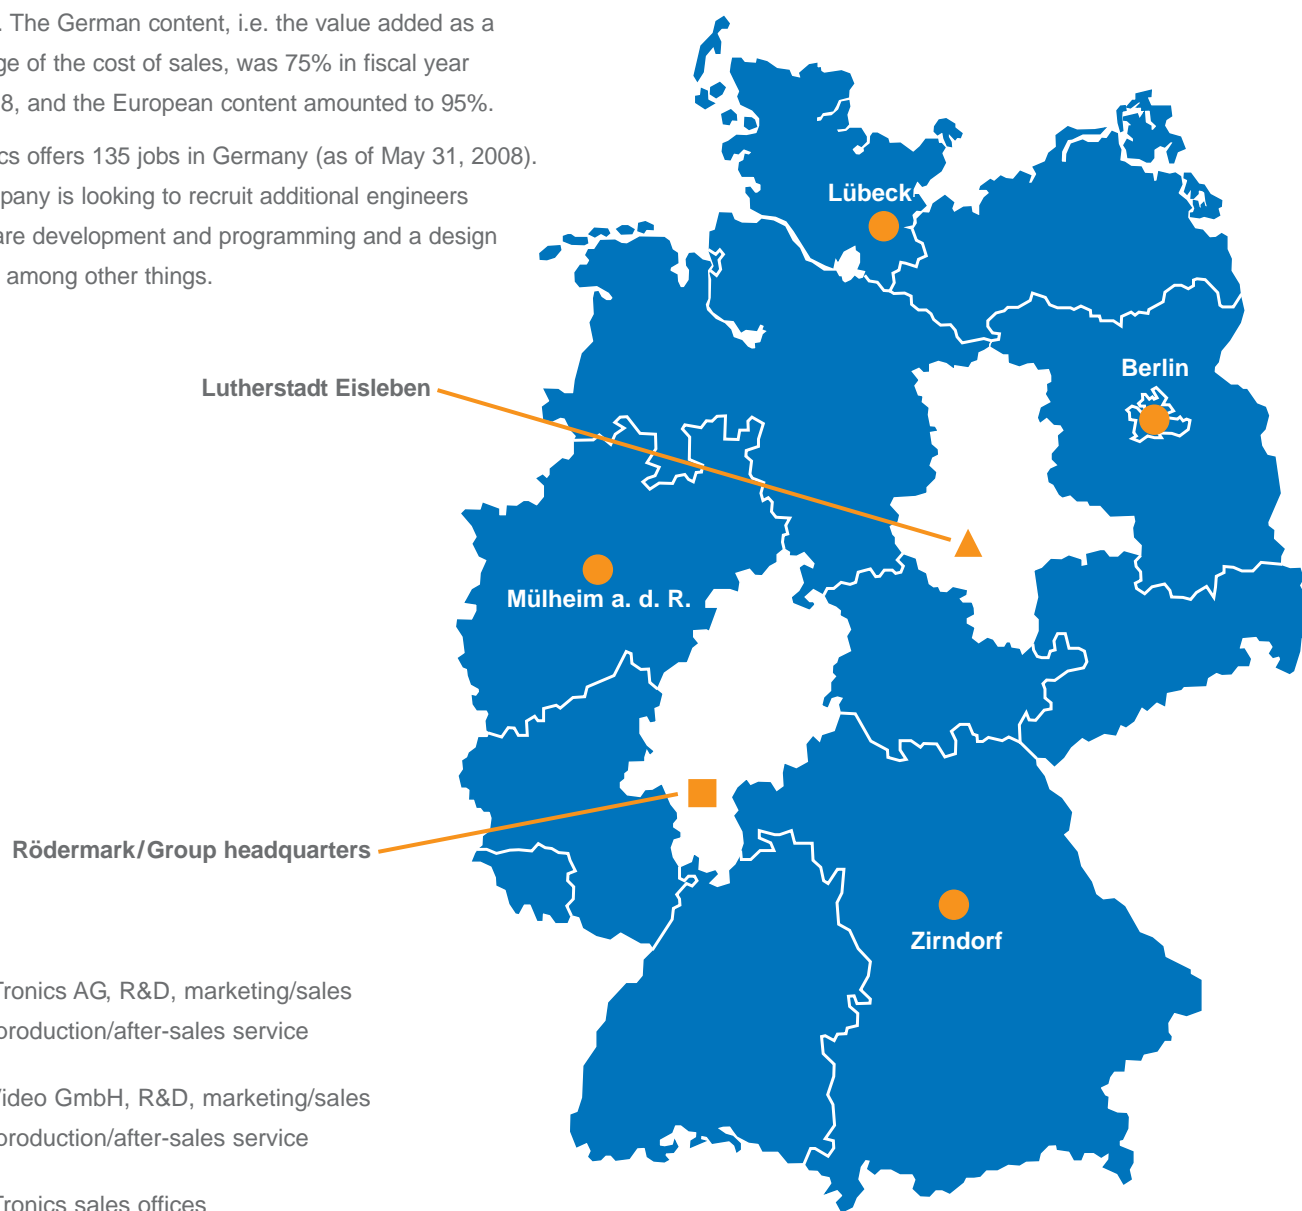 . The German content, i.e. the value added as a
ge of the cost of sales, was 75% in fiscal year
8, and the European content amounted to 95%.
cs offers 135 jobs in Germany (as of May 31, 2008).
pany is looking to recruit additional engineers
are development and programming and a design
among other things.
Lübeck
Berlin
Lutherstadt Eisleben
Mülheim a. d. R.
Rödermark/Group headquarters
Zirndorf
Tronics AG, R&D, marketing/sales
production/after-sales service
Video GmbH, R&D, marketing/sales
production/after-sales service
Tronics sales offices